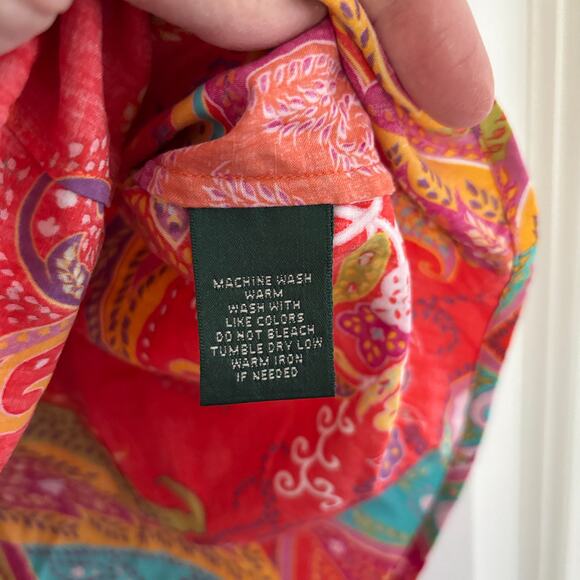 MACHINE WASH
WARM
WASH WITH
LIKE COLORS
DO NOT BLEACH
TUMBLE DRY LOW
WARM IRON
IF NEEDED